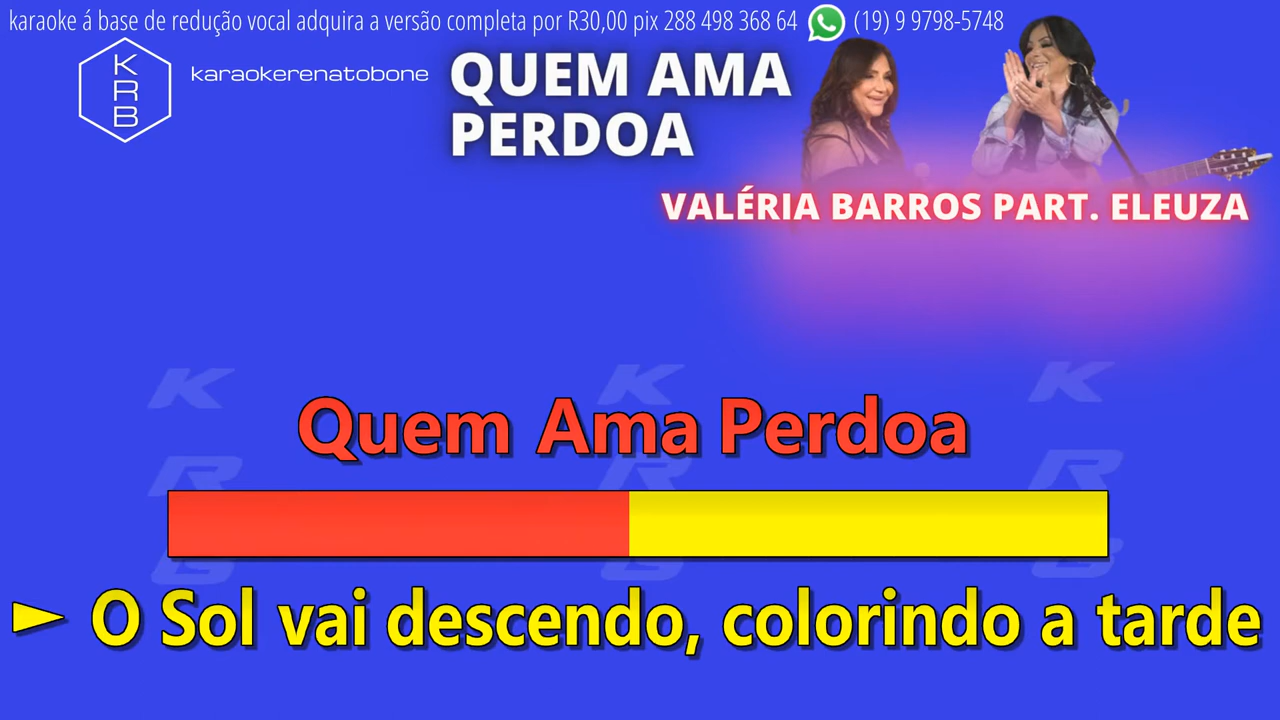 karaoke á base de redução vocal adquira a versão completa por R30,00 pix 288 498 368 64 (19) 9 9798-5748
KRB
karaokerenatobone
QUEM AMA
PERDOA
VALÉRIA BARROS PART. ELEUZA
K K K
Quem Ama Perdoa
R R R
B B B
► O Sol vai descendo, colorindo a tarde